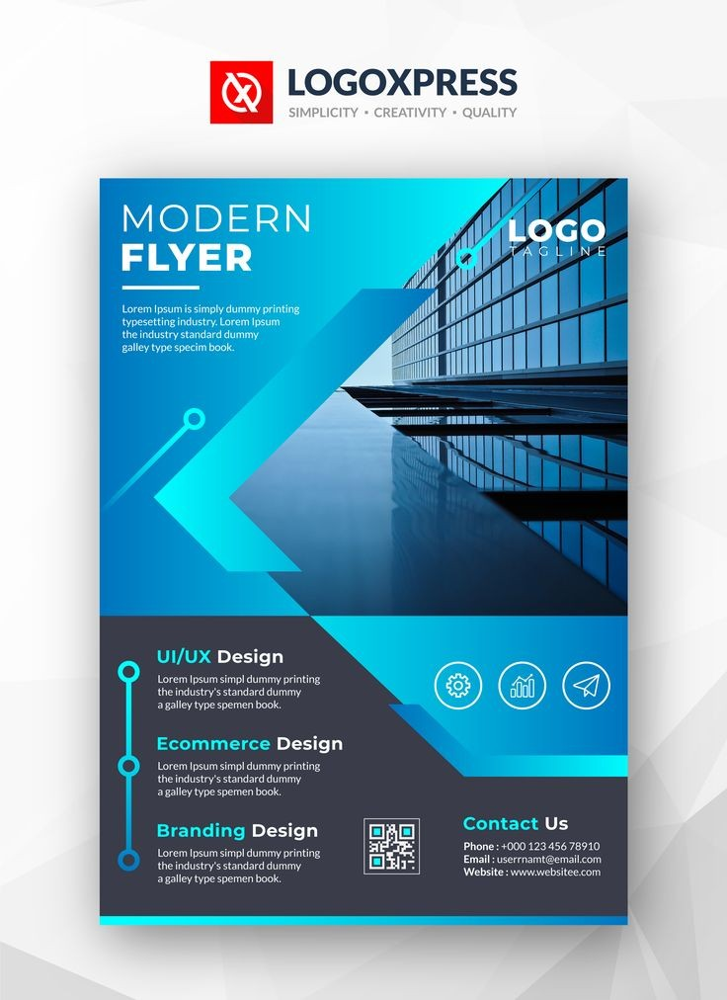 LOGOXPRESS
SIMPLICITY ▪ CREATIVITY ▪ QUALITY
MODERN
FLYER
Lorem Ipsum is simply dummy printing
typesetting industry. Lorem Ipsum
the industry standard dummy
galley type specim book.
LOGO
TAGLINE
UI/UX Design
Lorem Ipsum simpl dummy printing
the industry's standard dummy
a galley type spemen book.
Ecommerce Design
Lorem Ipsum simpl dummy printing
the industry's standard dummy
a galley type spemen book.
Branding Design
Lorem Ipsum simpl dummy printing
the industry's standard dummy
a galley type spemen book.
Contact Us
Phone : +000 123 456 78910
Email : userrnamt@email.com
Website : www.websitee.com